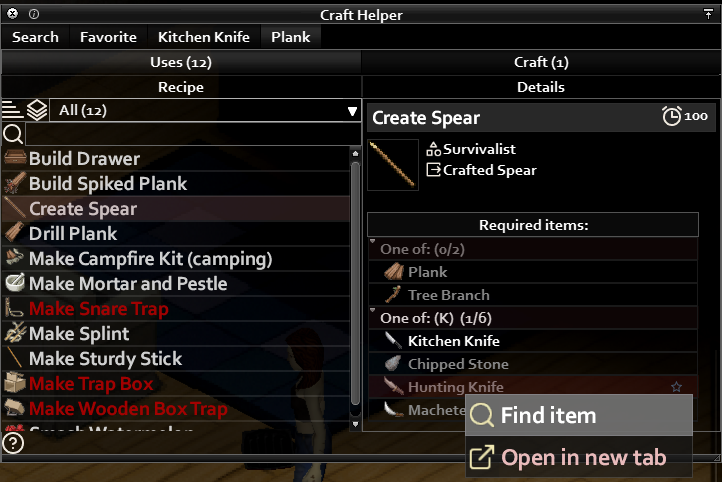 Craft Helper
Search Favorite Kitchen Knife Plank
Uses (12) Craft (1)
Recipe Details
All (12)
Create Spear 100
Survivalist
Crafted Spear
Build Drawer
Build Spiked Plank
Create Spear
Drill Plank
Make Campfire Kit (camping)
Make Mortar and Pestle
Make Snare Trap
Make Splint
Make Sturdy Stick
Make Trap Box
Make Wooden Box Trap
Smash Watermelon
Required items:
One of: (0/2)
Plank
Tree Branch
One of: (K) (1/6)
Kitchen Knife
Chipped Stone
Hunting Knife
Machete
Find item
Open in new tab